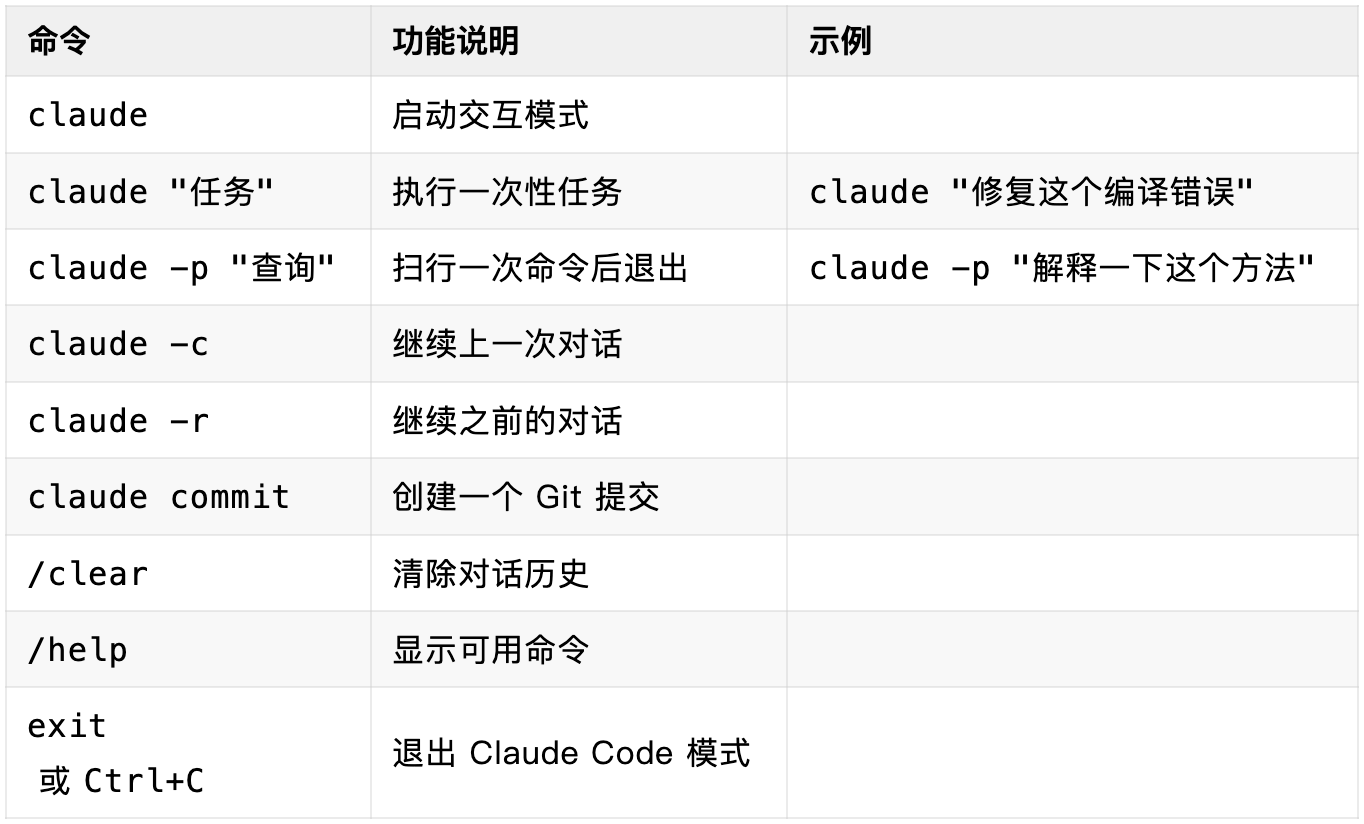 命令 功能说明 示例
claude 启动交互模式
claude "任务" 执行一次性任务 claude "修复这个编译错误"
claude -p "查询" 扫行一次命令后退出 claude -p "解释一下这个方法"
claude -c 继续上一次对话
claude -r 继续之前的对话
claude commit 创建一个 Git 提交
/clear 清除对话历史
/help 显示可用命令
exit
或 Ctrl+C 退出 Claude Code 模式